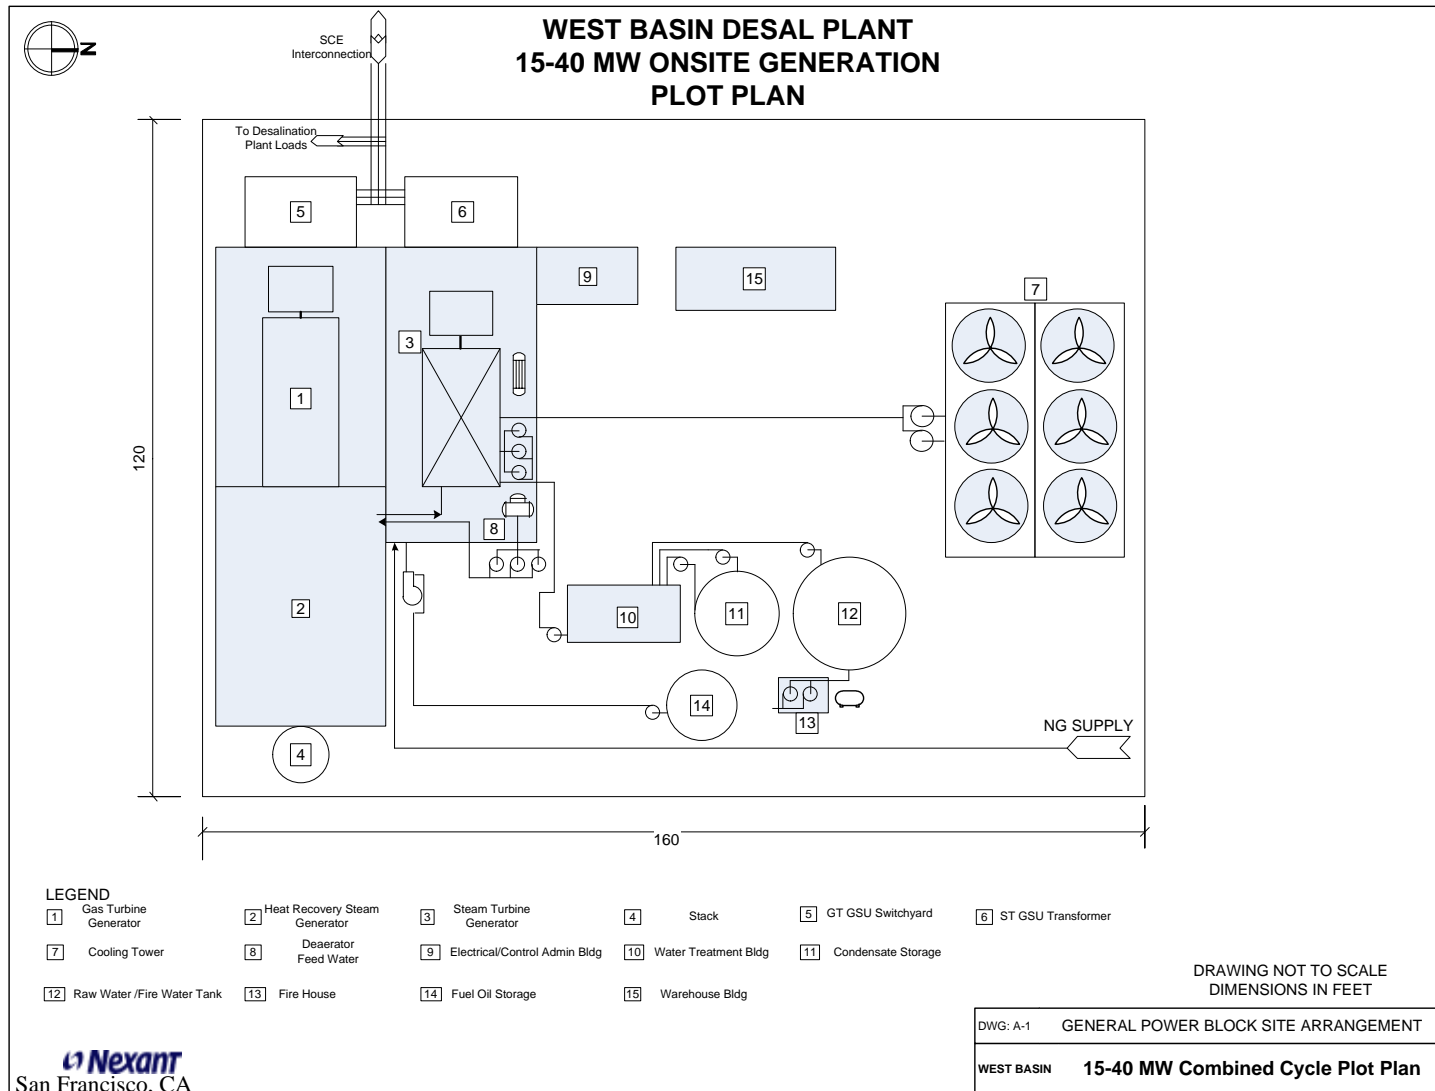 WEST BASIN DESAL PLANT
15-40 MW ONSITE GENERATION
PLOT PLAN
N
SCE
Interconnection
To Desalination
Plant Loads
5
6
9
15
7
3
1
8
2
10
11
12
14
13
4
NG SUPPLY
120
160
LEGEND
1 Gas Turbine
Generator
2 Heat Recovery Steam
Generator
3 Steam Turbine
Generator
4 Stack
5 GT GSU Switchyard
6 ST GSU Transformer
7 Cooling Tower
8 Deaerator
Feed Water
9 Electrical/Control Admin Bldg
10 Water Treatment Bldg
11 Condensate Storage
12 Raw Water /Fire Water Tank
13 Fire House
14 Fuel Oil Storage
15 Warehouse Bldg
DRAWING NOT TO SCALE
DIMENSIONS IN FEET
DWG: A-1 GENERAL POWER BLOCK SITE ARRANGEMENT
WEST BASIN 15-40 MW Combined Cycle Plot Plan
Nexant
San Francisco, CA